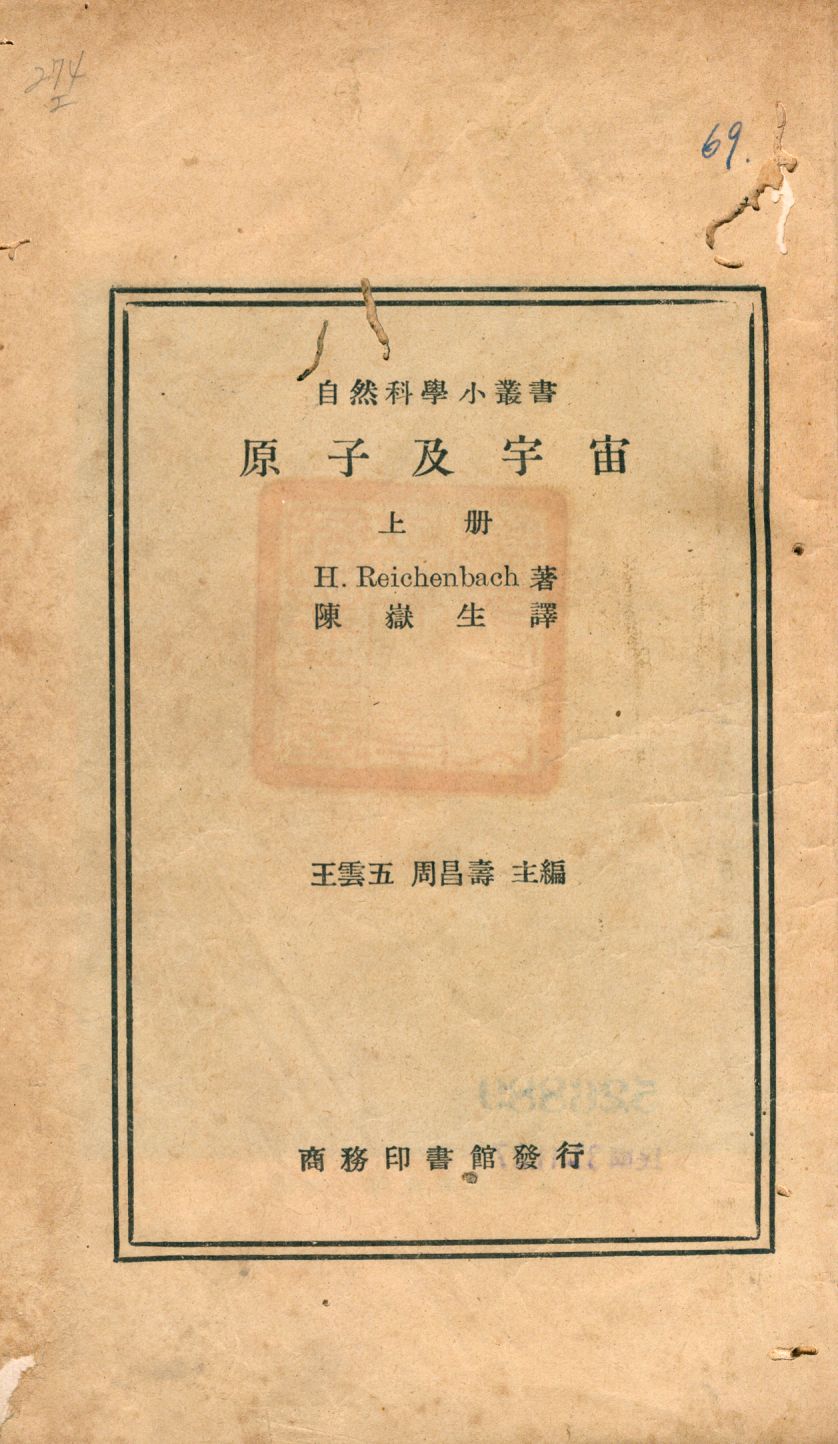 274
I
69.
自然科學小叢書
原子及宇宙
上册
H. Reichenbach 著
陳嶽生譯
王雲五 周昌壽 主編
商務印書館發行